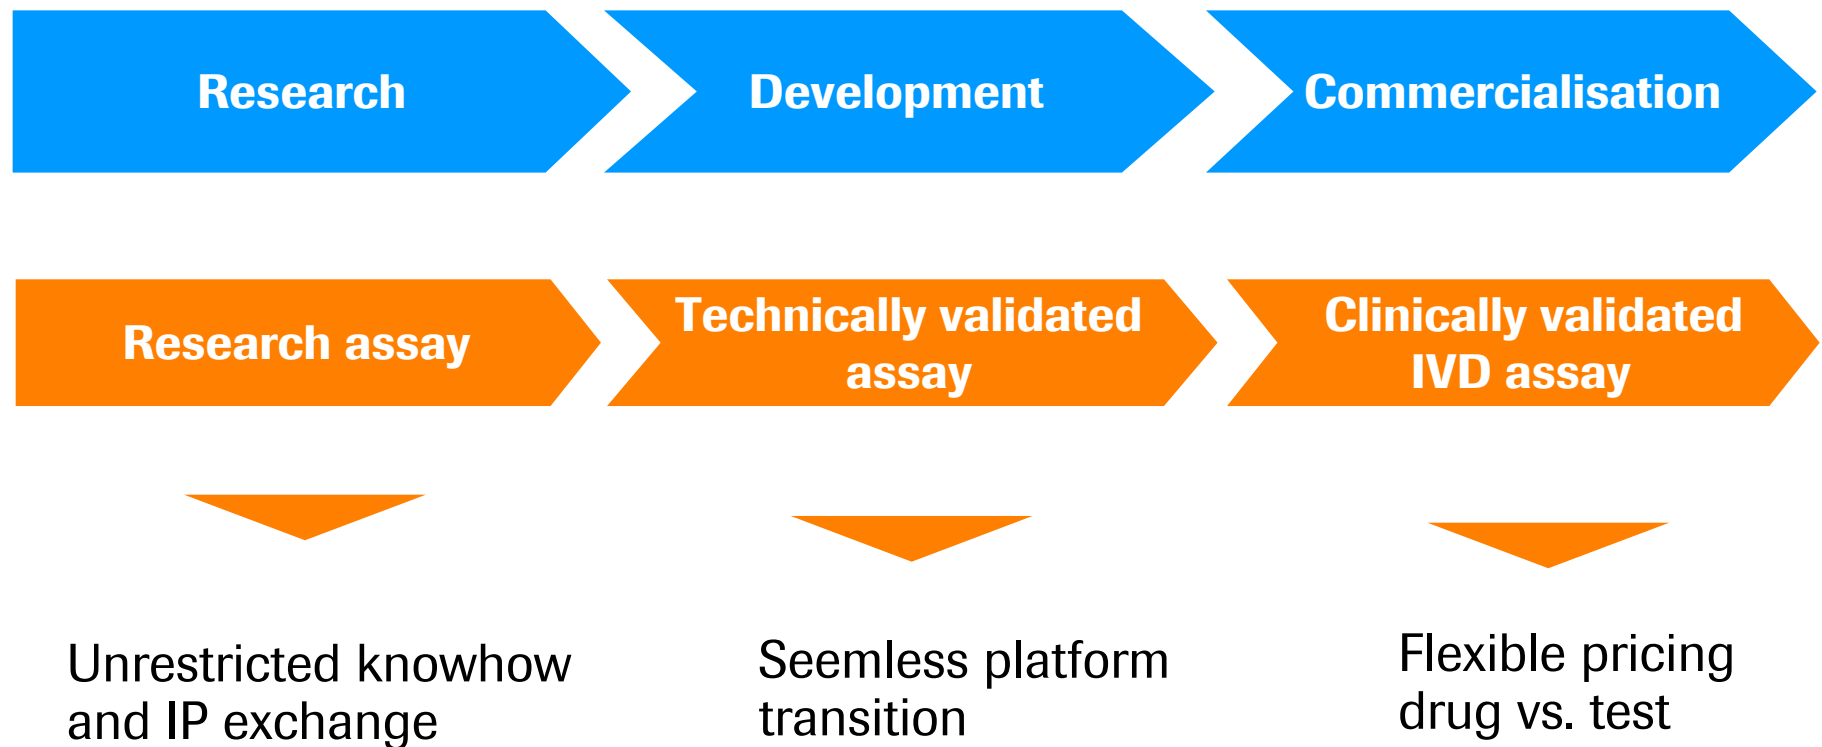 Research
Development
Commercialisation
Research assay
Technically validated
assay
Clinically validated
IVD assay
Unrestricted knowhow
and IP exchange
Seemless platform
transition
Flexible pricing
drug vs. test